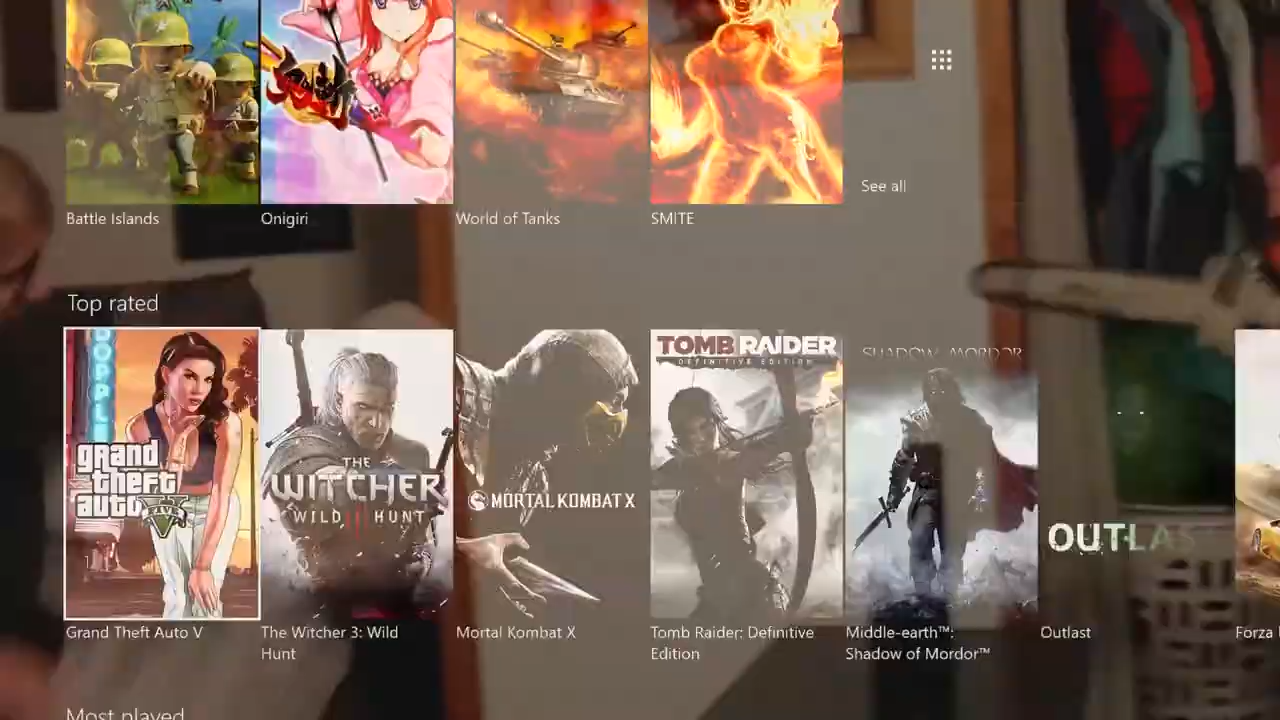 See all
Battle Islands
Onigiri
World of Tanks
SMITE
Top rated
grand
theft
auto
V
THE
WITCHER
WILD HUNT
MORTAL KOMBAT X
TOMB RAIDER
DEFINITIVE EDITION
SHADOW MORDOR
OUTLAS
Grand Theft Auto V
The Witcher 3: Wild
Hunt
Mortal Kombat X
Tomb Raider: Definitive
Edition
Middle-earth™:
Shadow of Mordor™
Outlast
Forza
Most played